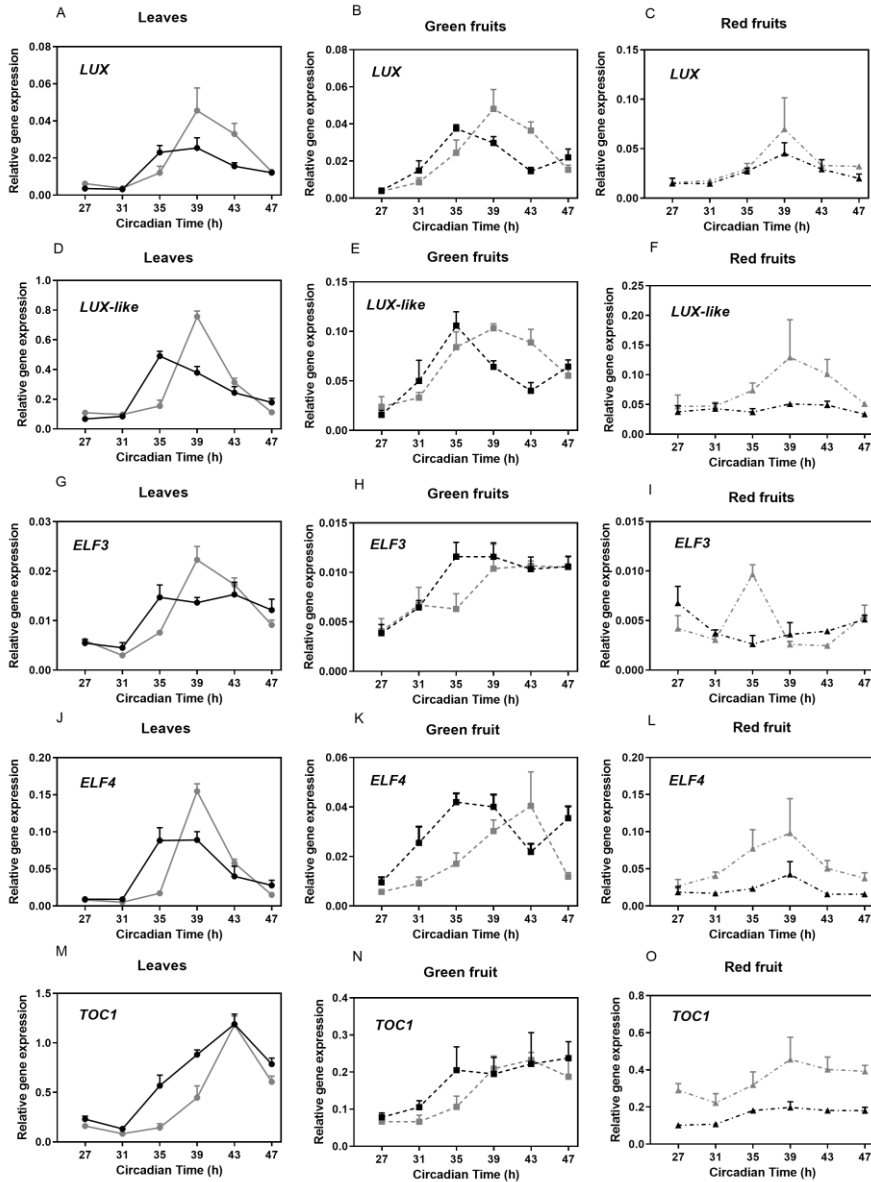 A
Leaves
Relative gene expression
0.08
0.06
0.04
0.02
0.00
LUX
27 31 35 39 43 47
Circadian Time (h)
B
Green fruits
Relative gene expression
0.08
0.06
0.04
0.02
0.00
LUX
27 31 35 39 43 47
Circadian Time (h)
C
Red fruits
Relative gene expression
0.15
0.10
0.05
0.00
LUX
27 31 35 39 43 47
Circadian Time (h)
D
Leaves
Relative gene expression
1.0
0.8
0.6
0.4
0.2
0.0
LUX-like
27 31 35 39 43 47
Circadian Time (h)
E
Green fruits
Relative gene expression
0.15
0.10
0.05
0.00
LUX-like
27 31 35 39 43 47
Circadian Time (h)
F
Red fruits
Relative gene expression
0.25
0.20
0.15
0.10
0.05
0.00
LUX-like
27 31 35 39 43 47
Circadian Time (h)
G
Leaves
Relative gene expression
0.03
0.02
0.01
0.00
ELF3
27 31 35 39 43 47
Circadian Time (h)
H
Green fruits
Relative gene expression
0.015
0.010
0.005
0.000
ELF3
27 31 35 39 43 47
Circadian Time (h)
I
Red fruits
Relative gene expression
0.015
0.010
0.005
0.000
ELF3
27 31 35 39 43 47
Circadian Time (h)
J
Leaves
Relative gene expression
0.20
0.15
0.10
0.05
0.00
ELF4
27 31 35 39 43 47
Circadian Time (h)
K
Green fruit
Relative gene expression
0.06
0.04
0.02
0.00
ELF4
27 31 35 39 43 47
Circadian Time (h)
L
Red fruit
Relative gene expression
0.20
0.15
0.10
0.05
0.00
ELF4
27 31 35 39 43 47
Circadian Time (h)
M
Leaves
Relative gene expression
1.5
1.0
0.5
0.0
TOC1
27 31 35 39 43 47
Circadian Time (h)
N
Green fruit
Relative gene expression
0.4
0.3
0.2
0.1
0.0
TOC1
27 31 35 39 43 47
Circadian Time (h)
O
Red fruit
Relative gene expression
0.8
0.6
0.4
0.2
0.0
TOC1
27 31 35 39 43 47
Circadian Time (h)